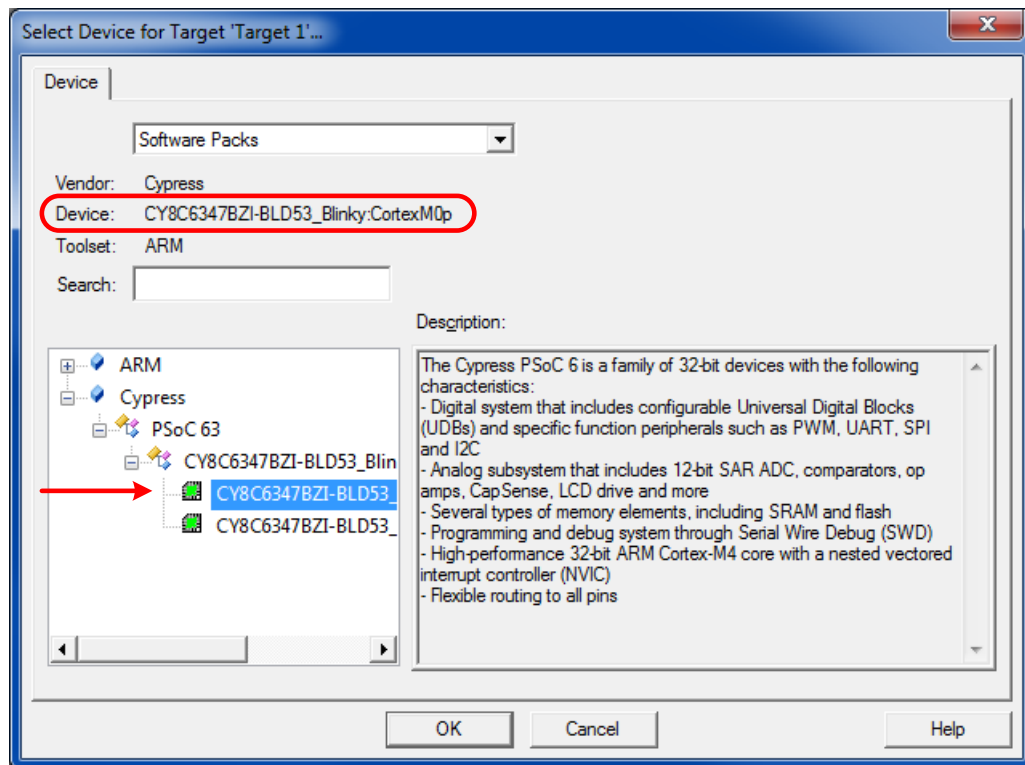 Select Device for Target 'Target 1'...
Device
Software Packs
Vendor: Cypress
Device: CY8C6347BZI-BLD53_Blinky:CortexM0p
Toolset: ARM
Search:
Description:
ARM
Cypress
PSoC 63
CY8C6347BZI-BLD53_Blin
CY8C6347BZI-BLD53_
CY8C6347BZI-BLD53_
The Cypress PSoC 6 is a family of 32-bit devices with the following
characteristics:
- Digital system that includes configurable Universal Digital Blocks
(UDBs) and specific function peripherals such as PWM, UART, SPI
and I2C
- Analog subsystem that includes 12-bit SAR ADC, comparators, op
amps, CapSense, LCD drive and more
- Several types of memory elements, including SRAM and flash
- Programming and debug system through Serial Wire Debug (SWD)
- High-performance 32-bit ARM Cortex-M4 core with a nested vectored
interrupt controller (NVIC)
- Flexible routing to all pins
OK
Cancel
Help